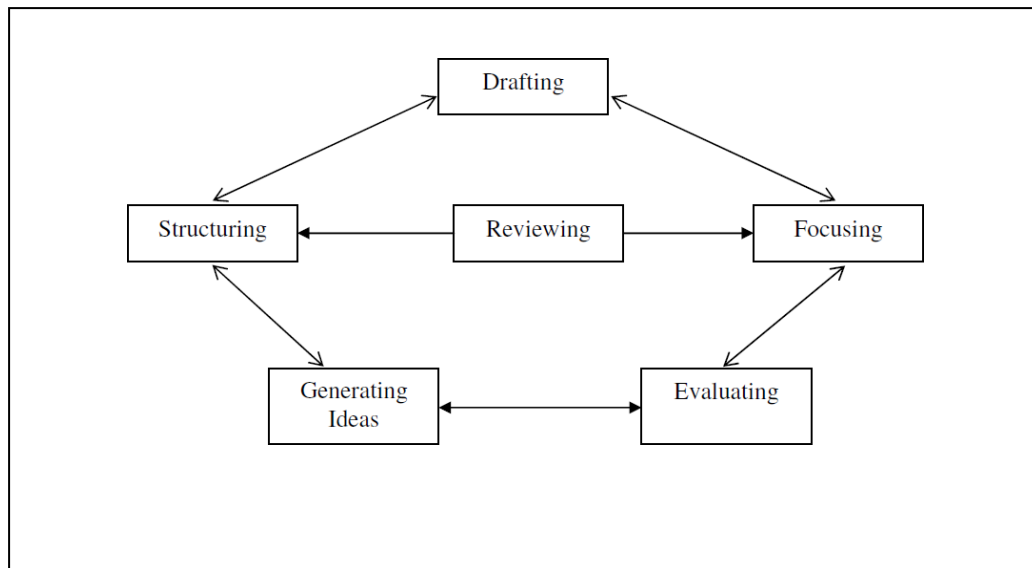 Drafting
Structuring
Reviewing
Focusing
Generating
Ideas
Evaluating